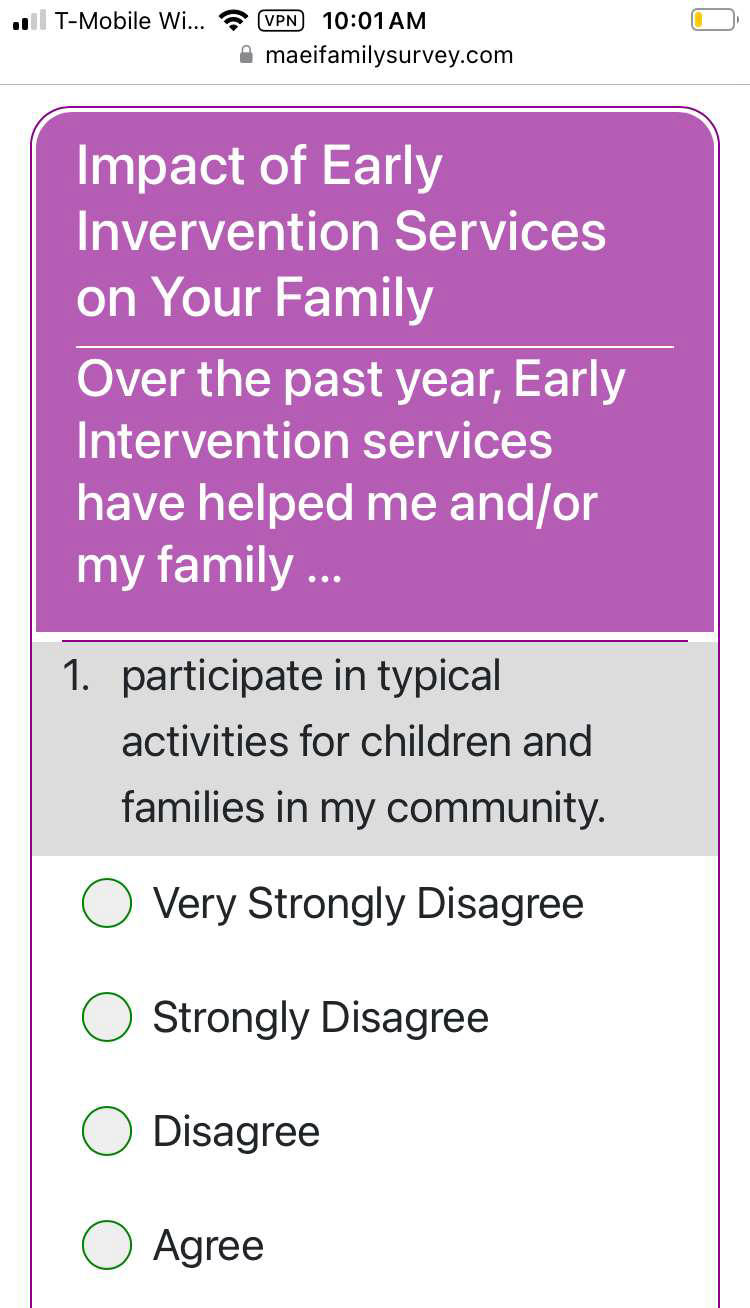 T-Mobile Wi... VPN 10:01 AM
maeifamilysurvey.com
Impact of Early
Invervention Services
on Your Family
Over the past year, Early
Intervention services
have helped me and/or
my family ...
1. participate in typical
activities for children and
families in my community.
Very Strongly Disagree
Strongly Disagree
Disagree
Agree